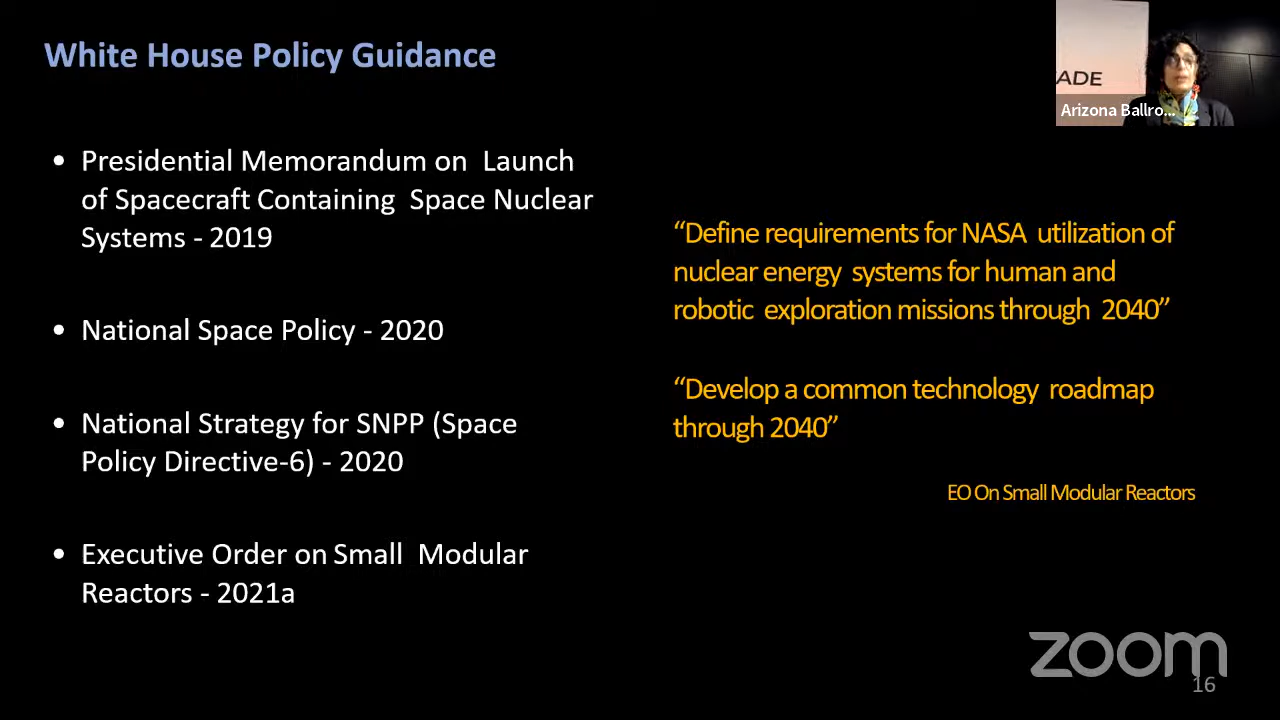 White House Policy Guidance
ADE
Arizona Ballro...
• Presidential Memorandum on Launch
of Spacecraft Containing Space Nuclear
Systems - 2019
• National Space Policy - 2020
• National Strategy for SNPP (Space
Policy Directive-6) - 2020
• Executive Order on Small Modular
Reactors - 2021a
“Define requirements for NASA utilization of
nuclear energy systems for human and
robotic exploration missions through 2040”
“Develop a common technology roadmap
through 2040”
EO On Small Modular Reactors
zoom
16